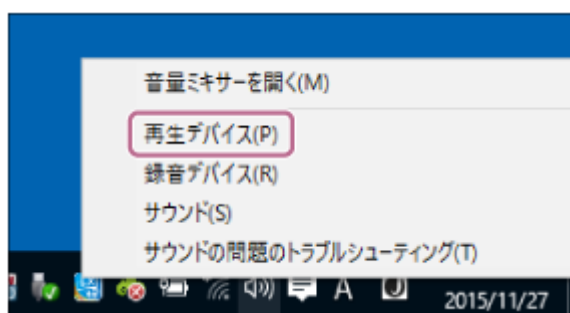 音量ミキサーを開く(M)
再生デバイス(P)
録音デバイス(R)
サウンド(S)
サウンドの問題のトラブルシューティング(T)
A
2015/11/27